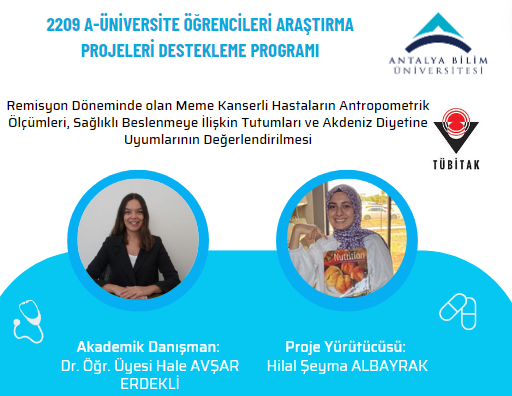 2209 A-ÜNİVERSİTE ÖĞRENCİLERİ ARAŞTIRMA
PROJELERİ DESTEKLEME PROGRAMI
ANTALYA BİLİM
ÜNİVERSİTESİ
Remisyon Döneminde olan Meme Kanserli Hastaların Antropometrik
Ölçümleri, Sağlıklı Beslenmeye İlişkin Tutumları ve Akdeniz Diyetine
Uyumlarının Değerlendirilmesi
TÜBİTAK
Nutrition
Akademik Danışman:
Dr. Öğr. Üyesi Hale AVŞAR
ERDEKLİ
Proje Yürütücüsü:
Hilal Şeyma ALBAYRAK